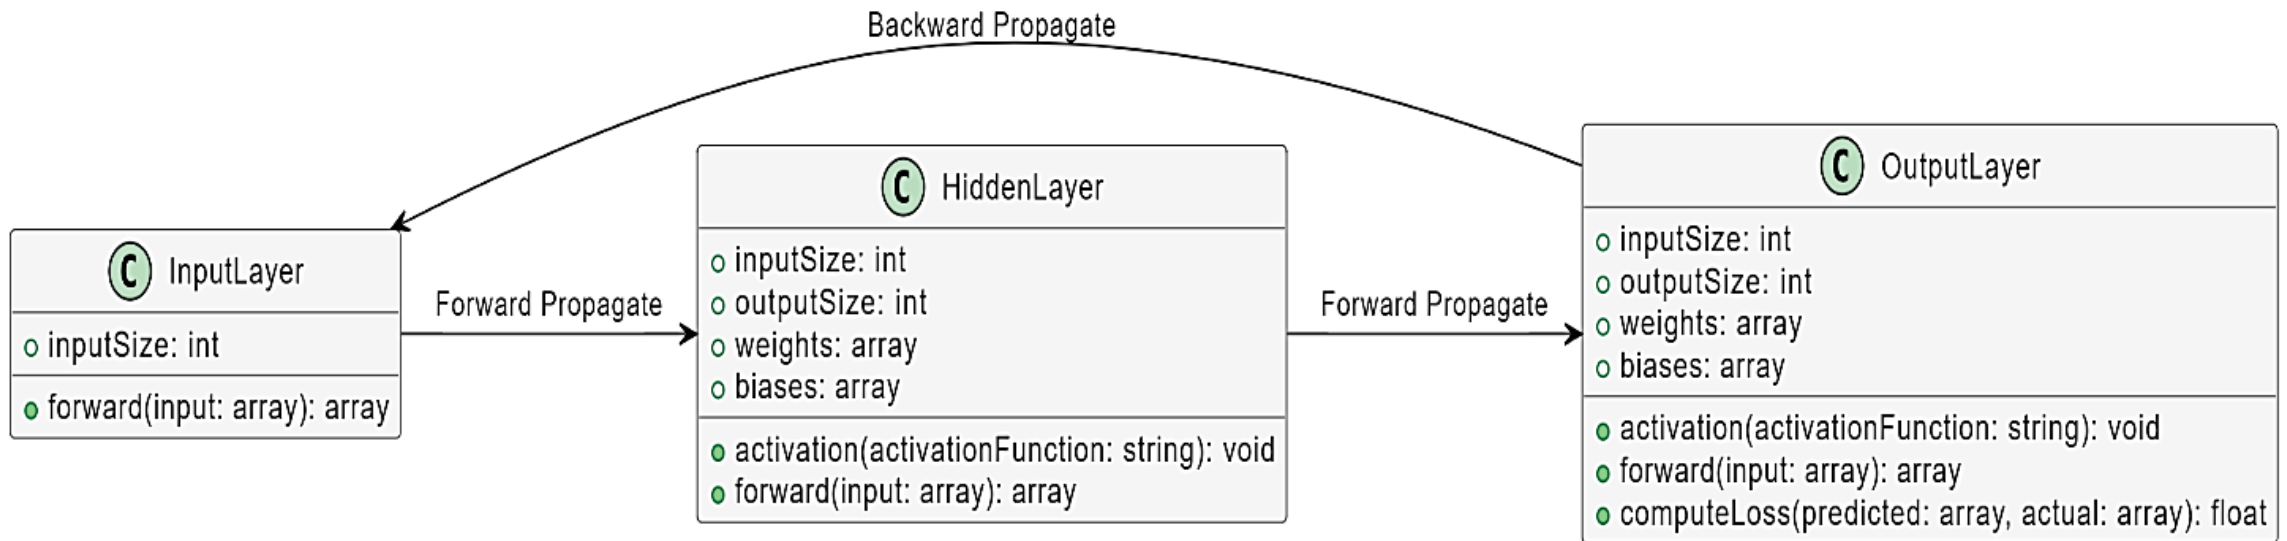 Backward Propagate
C InputLayer
inputSize: int
forward(input: array): array
Forward Propagate
C HiddenLayer
inputSize: int
outputSize: int
weights: array
biases: array
activation(activationFunction: string): void
forward(input: array): array
Forward Propagate
C OutputLayer
inputSize: int
outputSize: int
weights: array
biases: array
activation(activationFunction: string): void
forward(input: array): array
computeLoss(predicted: array, actual: array): float